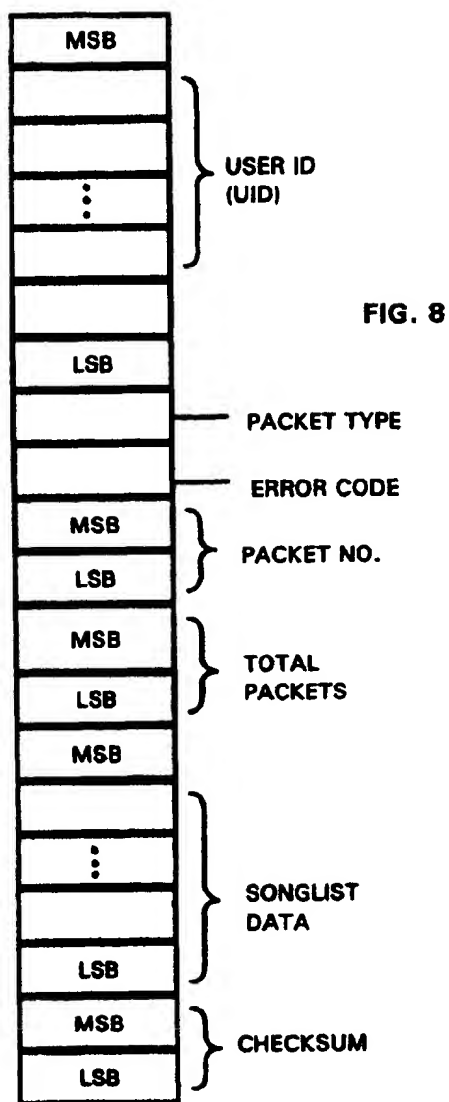 MSB
USER ID
(UID)
FIG. 8
LSB
PACKET TYPE
ERROR CODE
MSB
PACKET NO.
LSB
MSB
TOTAL
PACKETS
LSB
MSB
SONGLIST
DATA
LSB
MSB
CHECKSUM
LSB